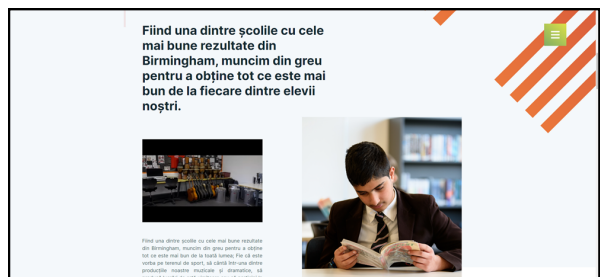 Fiind una dintre școlile cu cele
mai bune rezultate din
Birmingham, muncim din greu
pentru a obține tot ce este mai
bun de la fiecare dintre elevii
noștri.
Fiind una dintre școlile cu cele mai bune rezultate
din Birmingham, muncim din greu pentru a obține
tot ce este mai bun de la toată lumea; Fie că este
vorba pe terenul de sport, să cântă într-una dintre
producțiile noastre muzicale și dramatice, să